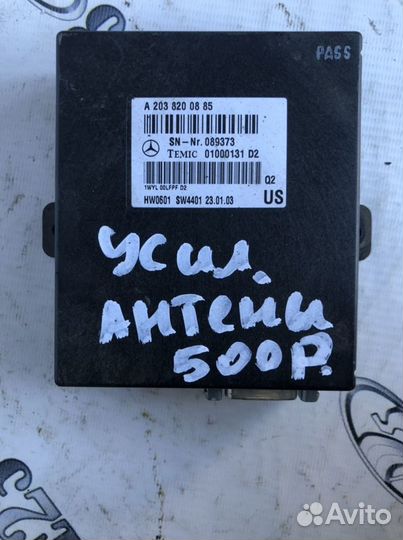 PASS
A 203 820 08 85
SN-Nr. 089373
TEMIC 01000131 D2
1WYL 00LFPF D2
Q2
HW0601 SW4401 23.01.03
US
усил.
антены
500р.
Avito